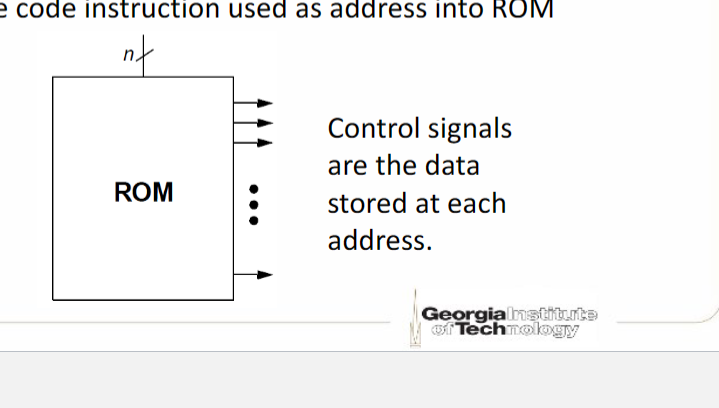 e code instruction used as address into ROM
n
Control signals
are the data
ROM
stored at each
address.
Georgia Institute
of Technology